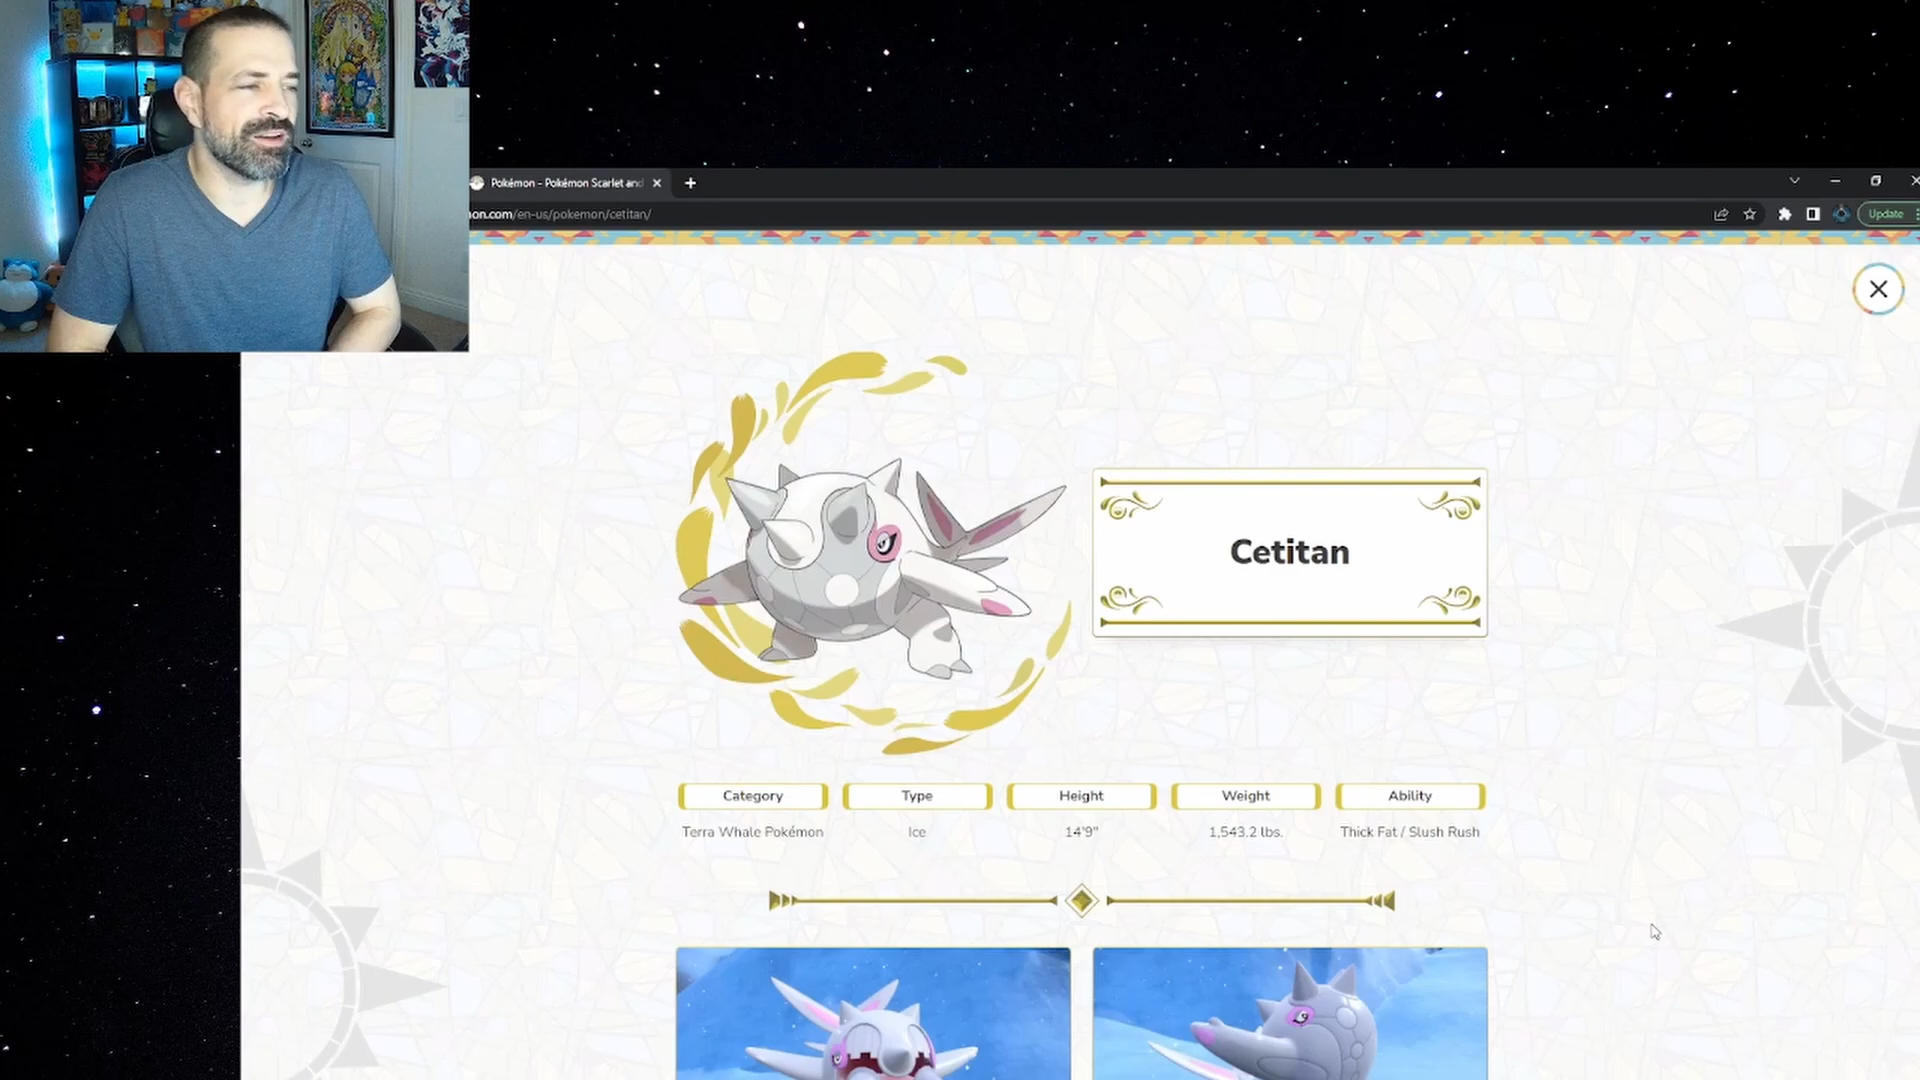 Pokémon - Pokémon Scarlet and
on.com/en-us/pokemon/cetitan/
Update
Cetitan
Category Type Height Weight Ability
Terra Whale Pokémon Ice 14'9" 1,543.2 lbs. Thick Fat / Slush Rush